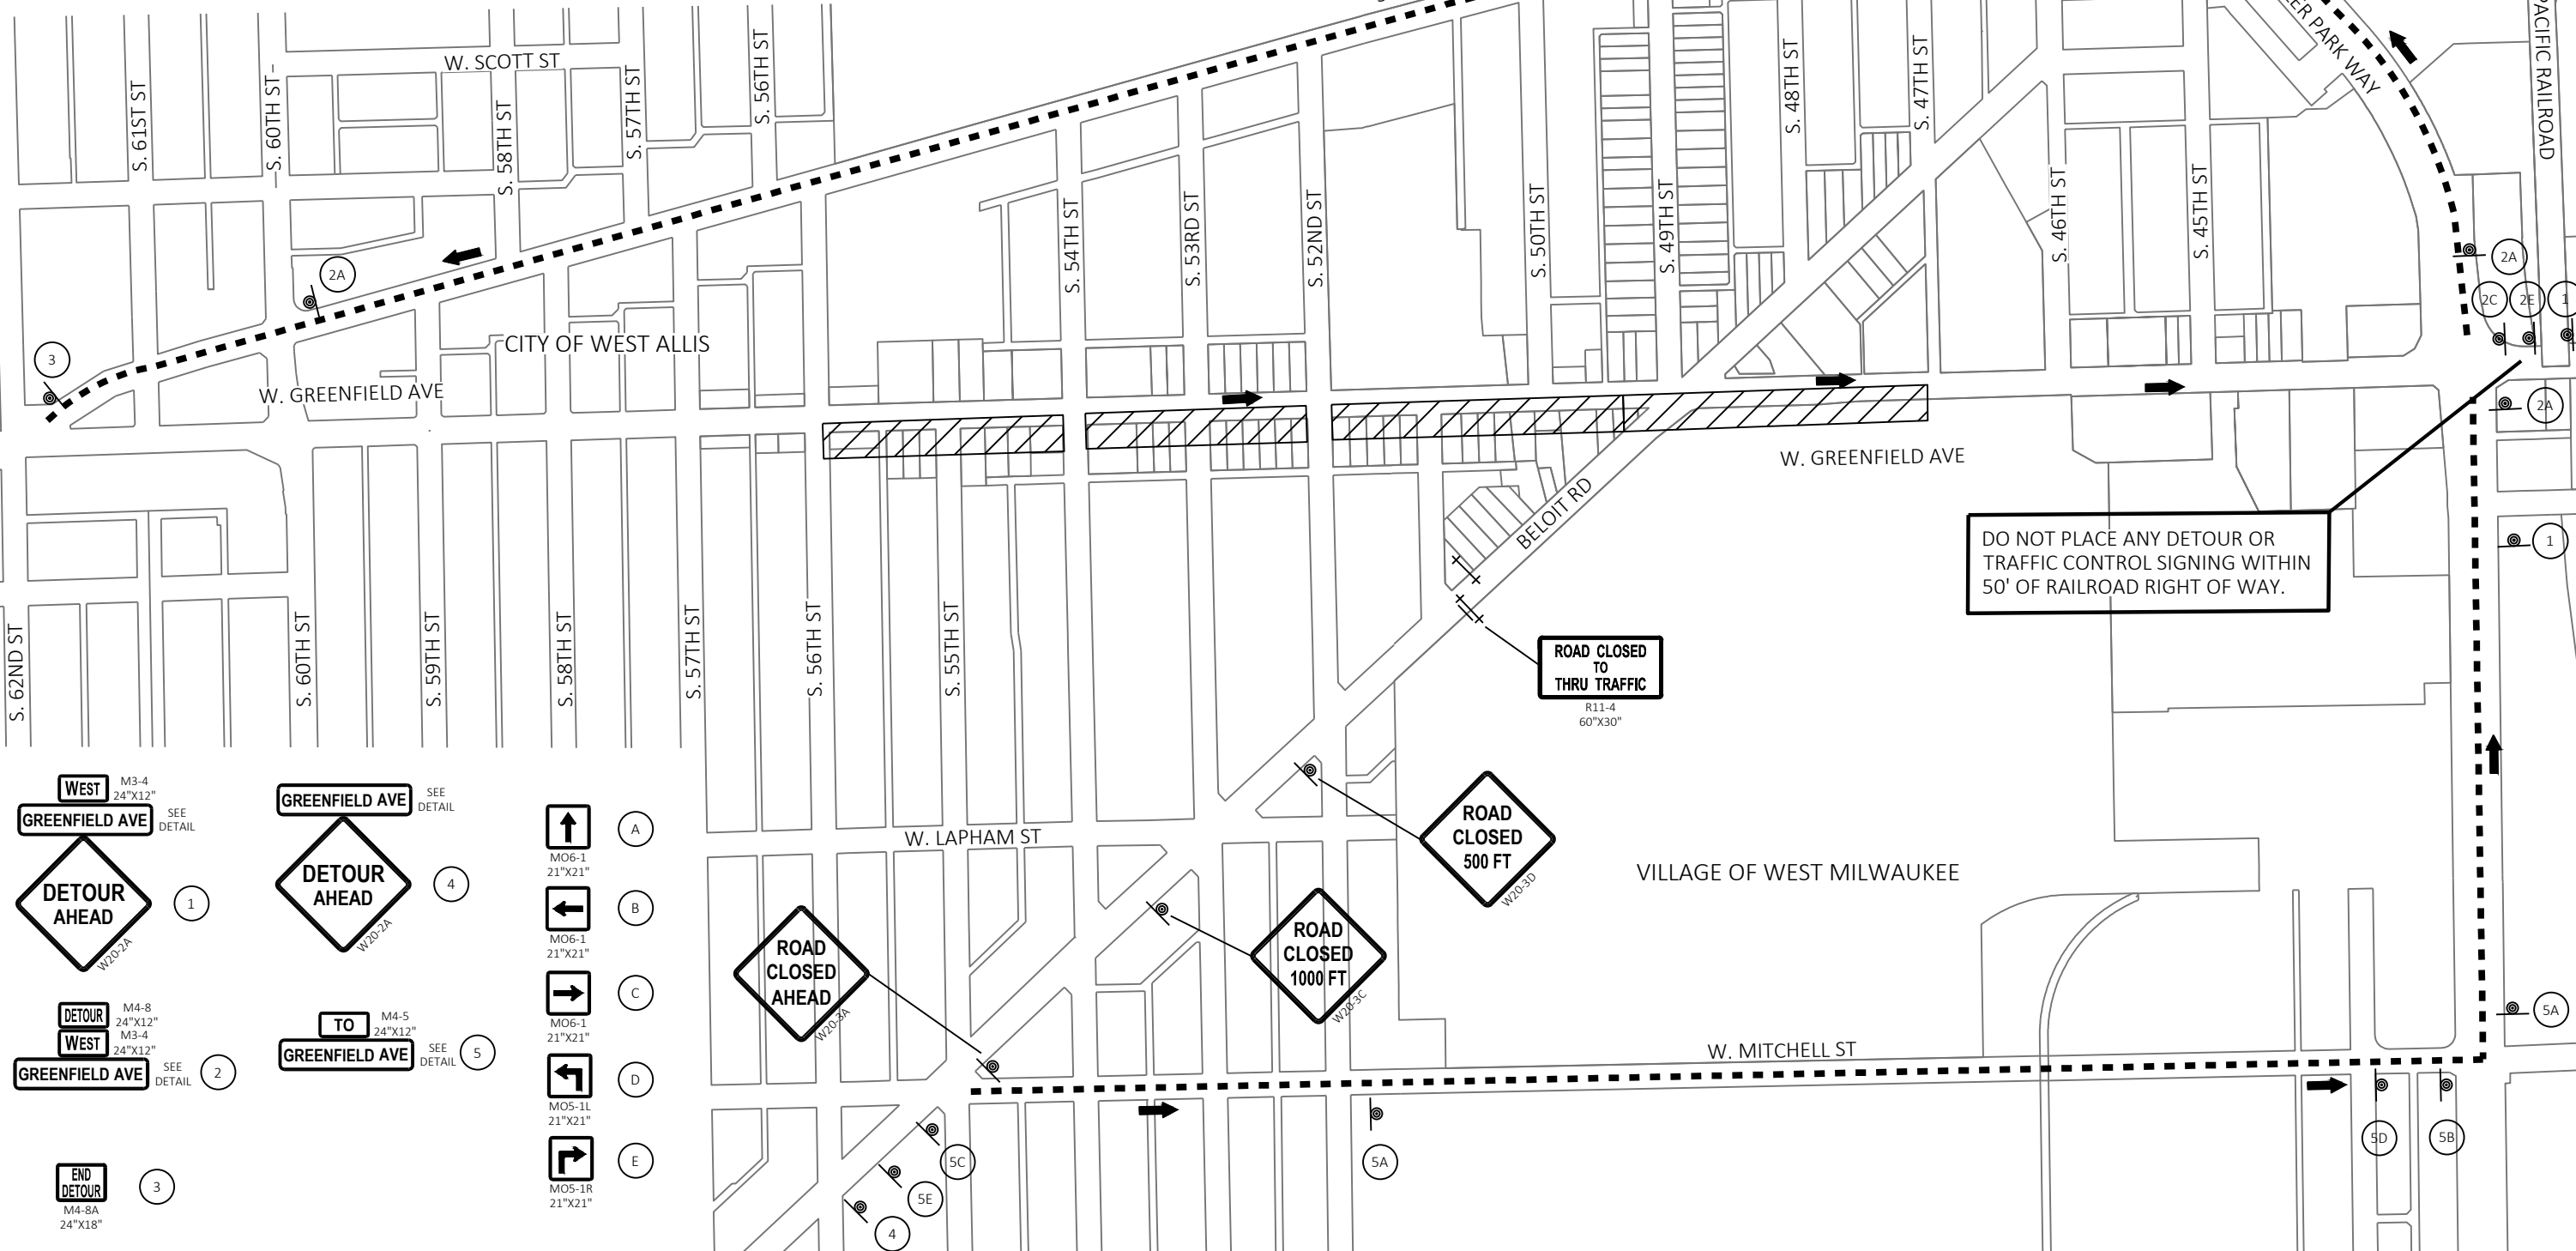 W. SCOTT ST
S. 61ST ST
S. 60TH ST
S. 58TH ST
S. 57TH ST
S. 56TH ST
S. 54TH ST
S. 53RD ST
S. 52ND ST
S. 50TH ST
S. 49TH ST
S. 48TH ST
S. 47TH ST
S. 46TH ST
S. 45TH ST
PARK WAY
PACIFIC RAILROAD
2A
3
CITY OF WEST ALLIS
W. GREENFIELD AVE
2A
2C
2E
1
2A
W. GREENFIELD AVE
BELOIT RD
DO NOT PLACE ANY DETOUR OR
TRAFFIC CONTROL SIGNING WITHIN
50' OF RAILROAD RIGHT OF WAY.
1
ROAD CLOSED
TO
THRU TRAFFIC
R11-4
60"X30"
S. 62ND ST
S. 60TH ST
S. 59TH ST
S. 58TH ST
S. 57TH ST
S. 56TH ST
S. 55TH ST
W. LAPHAM ST
ROAD
CLOSED
500 FT
W20-3D
ROAD
CLOSED
1000 FT
W20-3C
ROAD
CLOSED
AHEAD
W20-3A
VILLAGE OF WEST MILWAUKEE
W. MITCHELL ST
5A
5D
5B
5A
5C
5E
4
WEST
M3-4
24"X12"
GREENFIELD AVE
SEE
DETAIL
DETOUR
AHEAD
W20-2A
1
GREENFIELD AVE
SEE
DETAIL
DETOUR
AHEAD
W20-2A
4
DETOUR
M4-8
24"X12"
WEST
M3-4
24"X12"
GREENFIELD AVE
SEE
DETAIL
2
TO
M4-5
24"X12"
GREENFIELD AVE
SEE
DETAIL
5
END
DETOUR
M4-8A
24"X18"
3
A
MO6-1
21"X21"
B
MO6-1
21"X21"
C
MO6-1
21"X21"
D
MO5-1L
21"X21"
E
MO5-1R
21"X21"